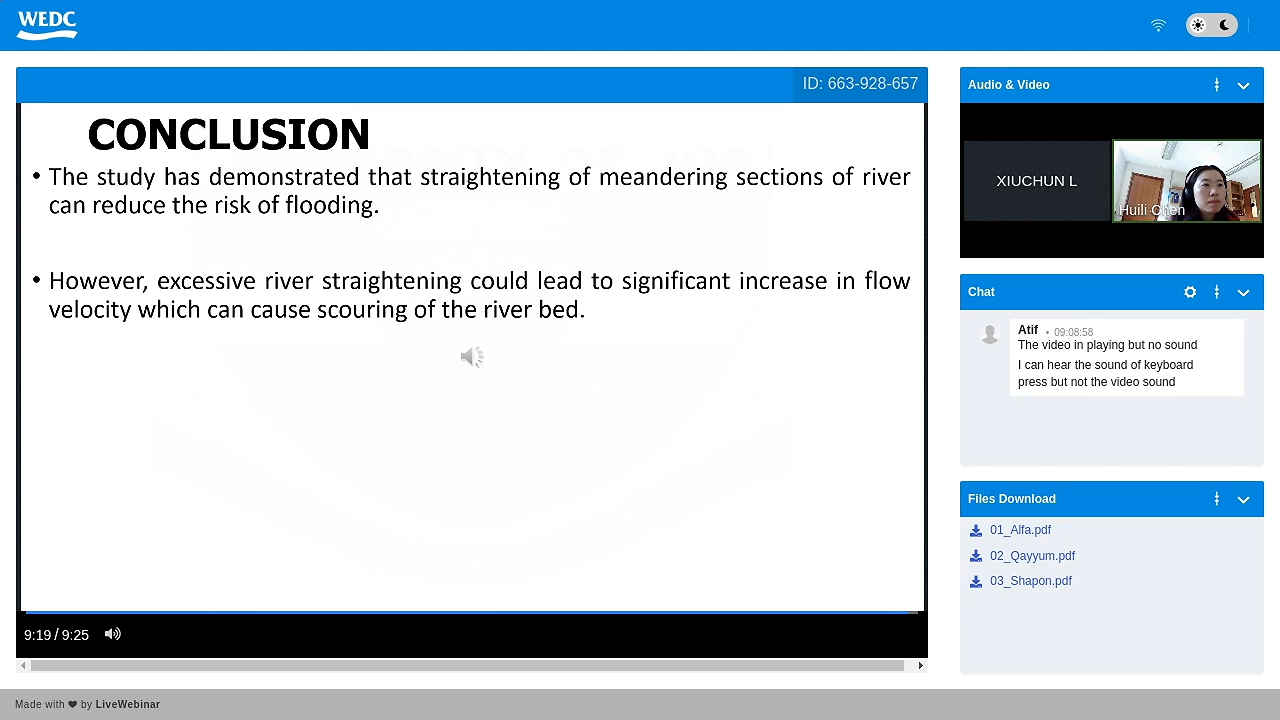 WEDC
ID: 663-928-657
CONCLUSION
• The study has demonstrated that straightening of meandering sections of river
can reduce the risk of flooding.
• However, excessive river straightening could lead to significant increase in flow
velocity which can cause scouring of the river bed.
9:19 / 9:25
Audio & Video
XIUCHUN L
Huili Chen
Chat
Atif • 09:08:58
The video in playing but no sound
I can hear the sound of keyboard
press but not the video sound
Files Download
01_Alfa.pdf
02_Qayyum.pdf
03_Shapon.pdf
Made with ❤ by LiveWebinar